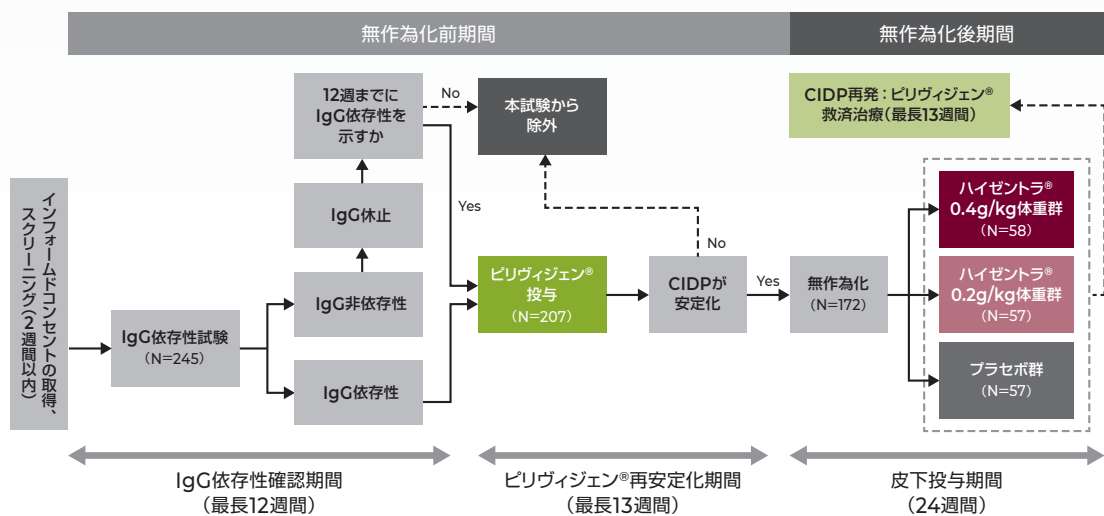 無作為化前期間
無作為化後期間
インフォームドコンセントの取得、
スクリーニング(2週間以内)
IgG依存性試験
(N=245)
12週までに
IgG依存性を
示すか
No
Yes
IgG休止
IgG非依存性
IgG依存性
本試験から
除外
ピリヴィジェン®
投与
(N=207)
No
CIDPが
安定化
Yes
無作為化
(N=172)
CIDP再発:ピリヴィジェン®
救済治療(最長13週間)
ハイゼントラ®
0.4g/kg体重群
(N=58)
ハイゼントラ®
0.2g/kg体重群
(N=57)
プラセボ群
(N=57)
IgG依存性確認期間
(最長12週間)
ピリヴィジェン®再安定化期間
(最長13週間)
皮下投与期間
(24週間)